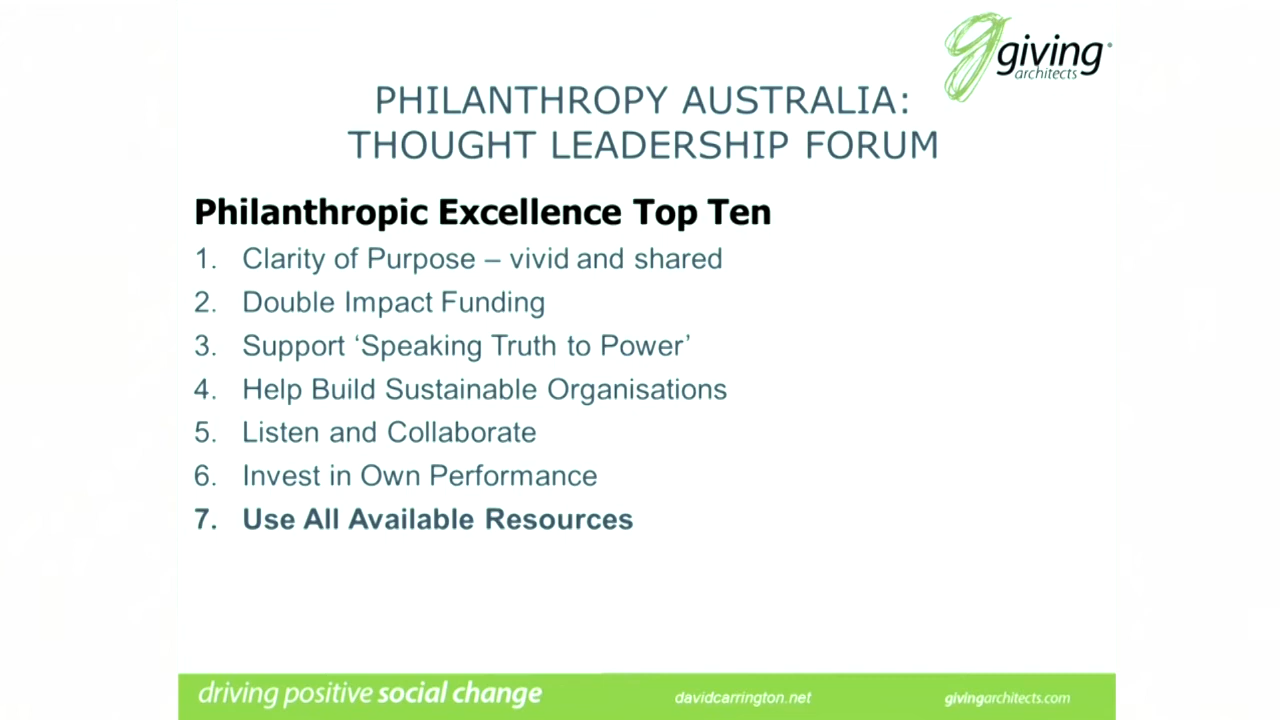 giving
architects
PHILANTHROPY AUSTRALIA:
THOUGHT LEADERSHIP FORUM
Philanthropic Excellence Top Ten
1. Clarity of Purpose – vivid and shared
2. Double Impact Funding
3. Support ‘Speaking Truth to Power’
4. Help Build Sustainable Organisations
5. Listen and Collaborate
6. Invest in Own Performance
7. Use All Available Resources
driving positive social change davidcarrington.net givingarchitects.com